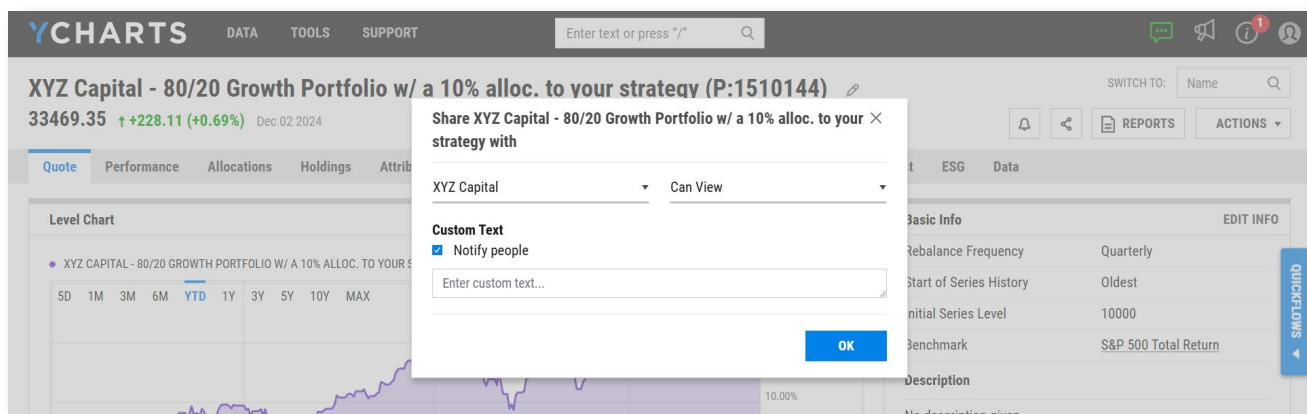 YCHARTS DATA TOOLS SUPPORT Enter text or press "/"
1
XYZ Capital - 80/20 Growth Portfolio w/ a 10% alloc. to your strategy (P:1510144)
SWITCH TO: Name
33469.35 ↑ +228.11 (+0.69%) Dec 02 2024
REPORTS ACTIONS
Share XYZ Capital - 80/20 Growth Portfolio w/ a 10% alloc. to your
strategy with
Quote Performance Allocations Holdings ESG Data
XYZ Capital Can View
Custom Text
Notify people
Enter custom text...
OK
Level Chart
XYZ CAPITAL - 80/20 GROWTH PORTFOLIO W/ A 10% ALLOC. TO YOUR
5D 1M 3M 6M YTD 1Y 3Y 5Y 10Y MAX
10.00%
Basic Info EDIT INFO
Rebalance Frequency Quarterly
Start of Series History Oldest
Initial Series Level 10000
Benchmark S&P 500 Total Return
Description
No description given
QUICKFLOWS